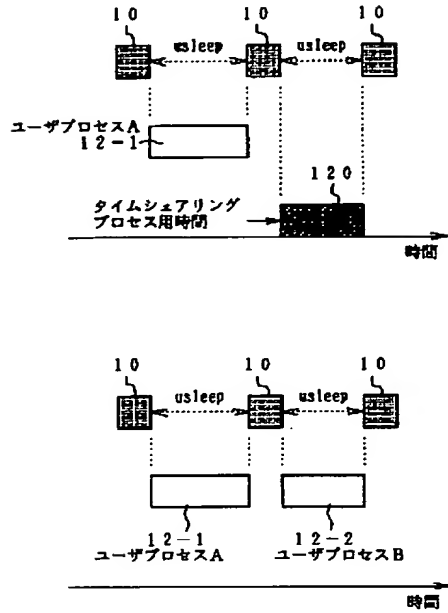 10 10 10
usleep usleep
ユーザプロセスA
12-1
120
タイムシェアリング
プロセス用時間
時間
10 10 10
usleep usleep
12-1 12-2
ユーザプロセスA ユーザプロセスB
時間